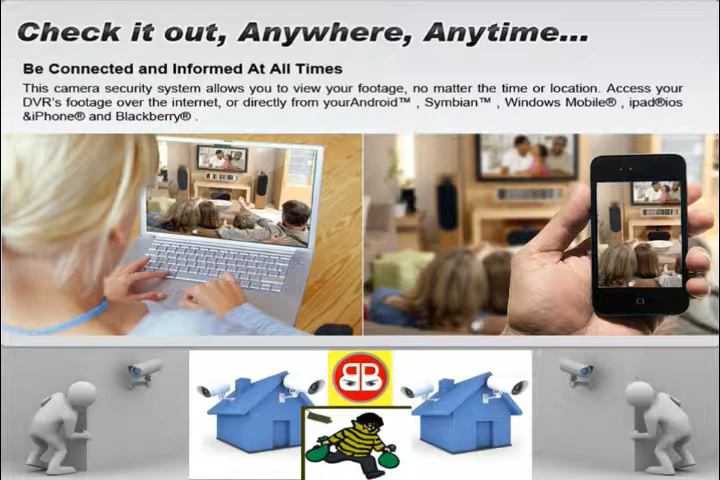 Check it out, Anywhere, Anytime...
Be Connected and Informed At All Times
This camera security system allows you to view your footage, no matter the time or location. Access your
DVR's footage over the internet, or directly from yourAndroid™ , Symbian™ , Windows Mobile® , ipad®ios
&iPhone® and Blackberry® .
BB